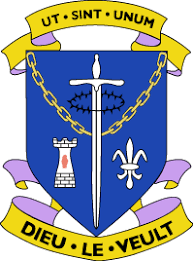 UT • SINT • UNUM
DIEU • LE • VEULT